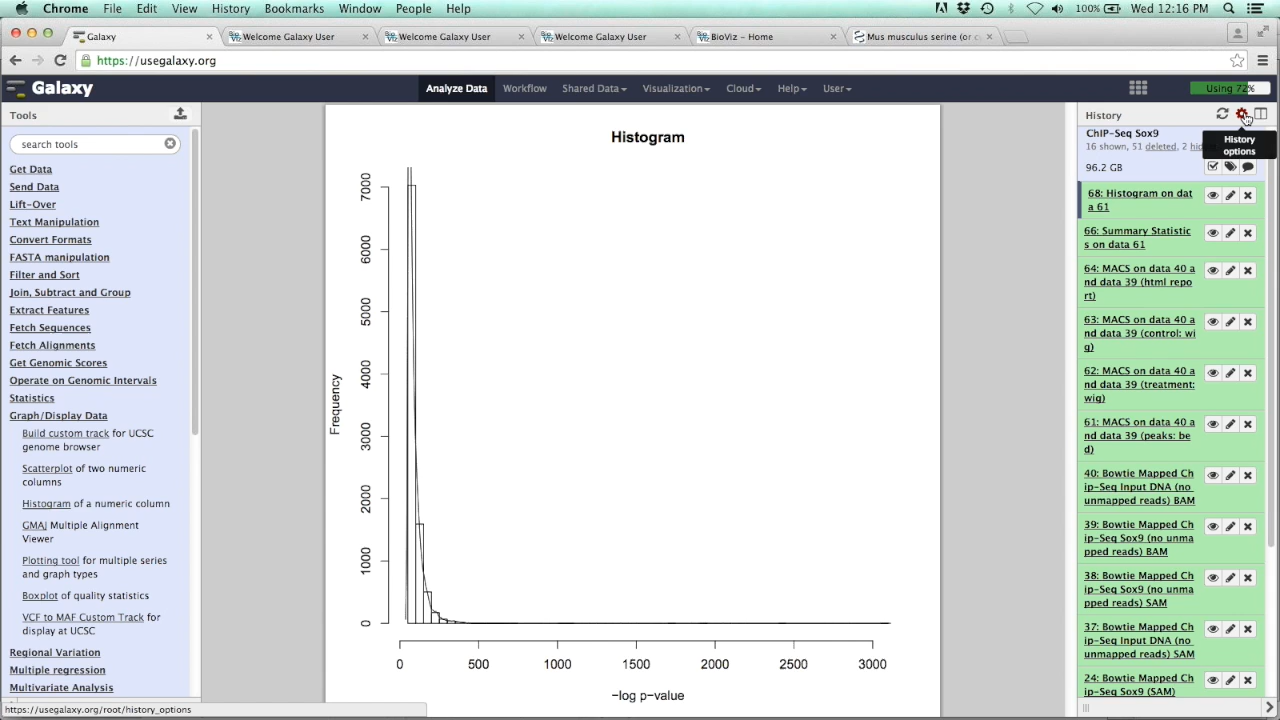 Chrome File Edit View History Bookmarks Window People Help 100% Wed 12:16 PM
Galaxy Welcome Galaxy User Welcome Galaxy User Welcome Galaxy User BioViz - Home Mus musculus serine (or c
https://usegalaxy.org
Galaxy Analyze Data Workflow Shared Data Visualization Cloud Help User Using 72%
Tools
search tools
Get Data
Send Data
Lift-Over
Text Manipulation
Convert Formats
FASTA manipulation
Filter and Sort
Join, Subtract and Group
Extract Features
Fetch Sequences
Fetch Alignments
Get Genomic Scores
Operate on Genomic Intervals
Statistics
Graph/Display Data
Build custom track for UCSC
genome browser
Scatterplot of two numeric
columns
Histogram of a numeric column
GMAJ Multiple Alignment
Viewer
Plotting tool for multiple series
and graph types
Boxplot of quality statistics
VCF to MAF Custom Track for
display at UCSC
Regional Variation
Multiple regression
Multivariate Analysis
https://usegalaxy.org/root/history_options
Histogram
Frequency
7000
6000
5000
4000
3000
2000
1000
0
0 500 1000 1500 2000 2500 3000
−log p−value
History
History
options
ChIP-Seq Sox9
16 shown, 51 deleted, 2 hi
96.2 GB
68: Histogram on dat
a 61
66: Summary Statistic
s on data 61
64: MACS on data 40 a
nd data 39 (html repo
rt)
63: MACS on data 40 a
nd data 39 (control: wi
g)
62: MACS on data 40 a
nd data 39 (treatment:
wig)
61: MACS on data 40 a
nd data 39 (peaks: be
d)
40: Bowtie Mapped Ch
ip-Seq Input DNA (no
unmapped reads) BAM
39: Bowtie Mapped Ch
ip-Seq Sox9 (no unma
pped reads) BAM
38: Bowtie Mapped Ch
ip-Seq Sox9 (no unma
pped reads) SAM
37: Bowtie Mapped Ch
ip-Seq Input DNA (no
unmapped reads) SAM
24: Bowtie Mapped Ch
ip-Seq Sox9 (SAM)